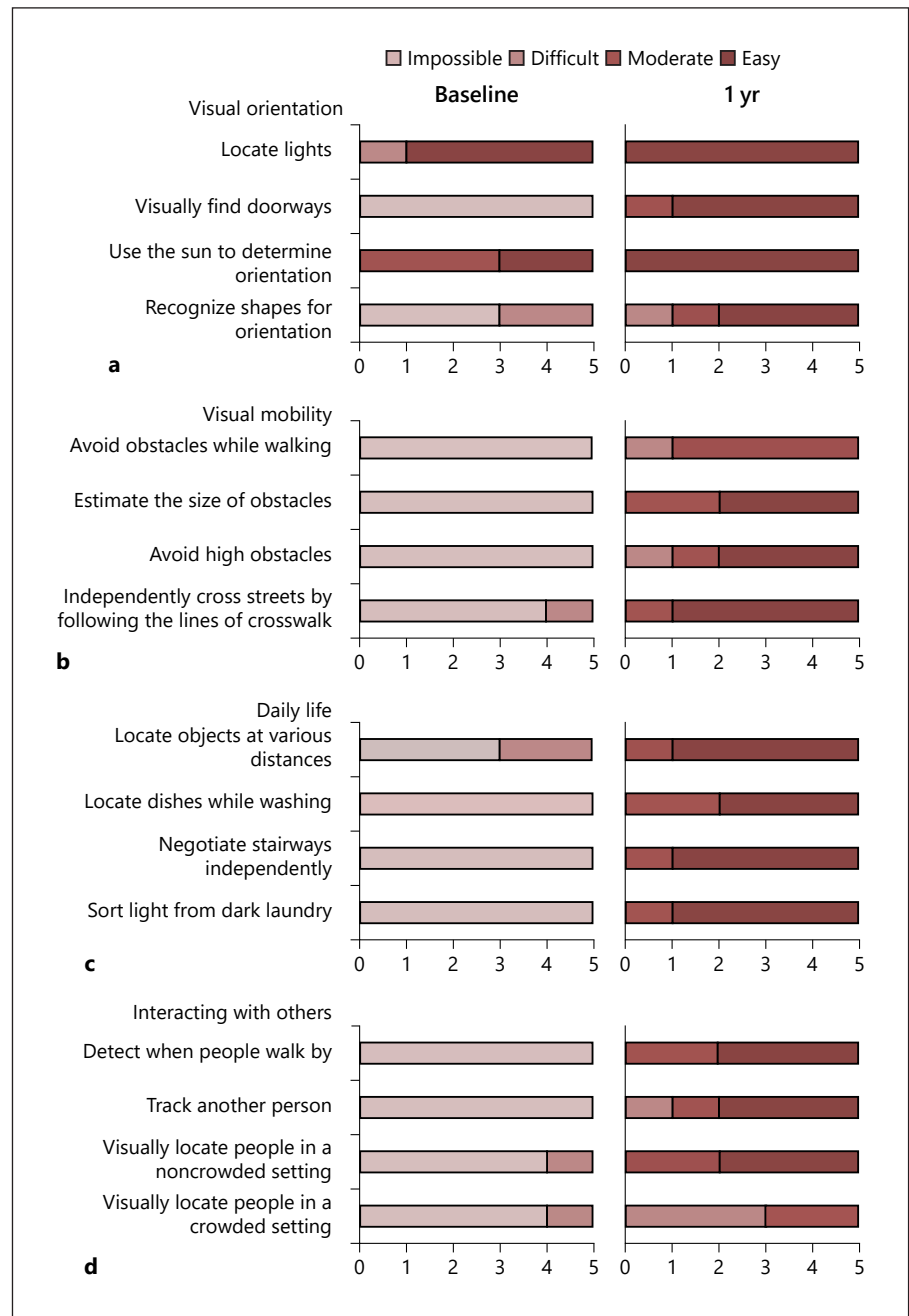 Impossible Difficult Moderate Easy
Baseline 1 yr
Visual orientation
Locate lights
Visually find doorways
Use the sun to determine
orientation
Recognize shapes for
orientation
0 1 2 3 4 5 0 1 2 3 4 5
a
Visual mobility
Avoid obstacles while walking
Estimate the size of obstacles
Avoid high obstacles
Independently cross streets by
following the lines of crosswalk
0 1 2 3 4 5 0 1 2 3 4 5
b
Daily life
Locate objects at various
distances
Locate dishes while washing
Negotiate stairways
independently
Sort light from dark laundry
0 1 2 3 4 5 0 1 2 3 4 5
c
Interacting with others
Detect when people walk by
Track another person
Visually locate people in a
noncrowded setting
Visually locate people in a
crowded setting
0 1 2 3 4 5 0 1 2 3 4 5
d